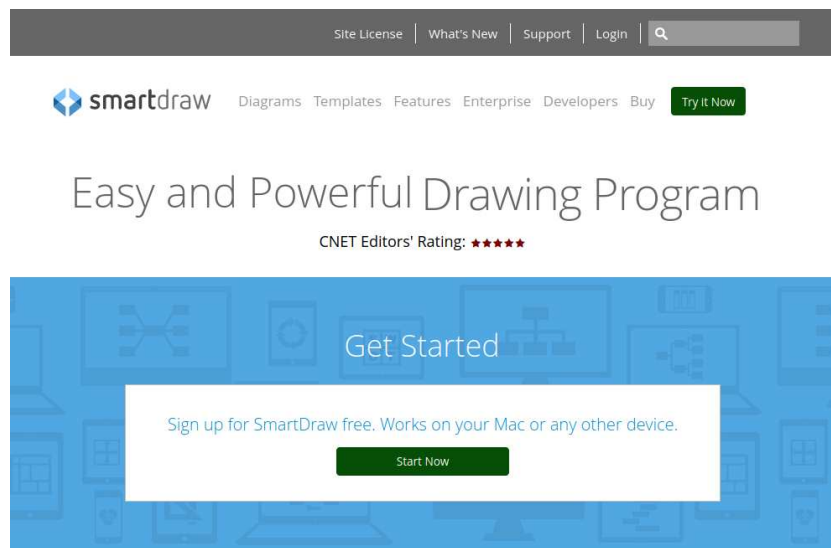 Site License What's New Support Login
smartdraw Diagrams Templates Features Enterprise Developers Buy Try it Now
Easy and Powerful Drawing Program
CNET Editors' Rating: ★★★★★
Get Started
Sign up for SmartDraw free. Works on your Mac or any other device.
Start Now